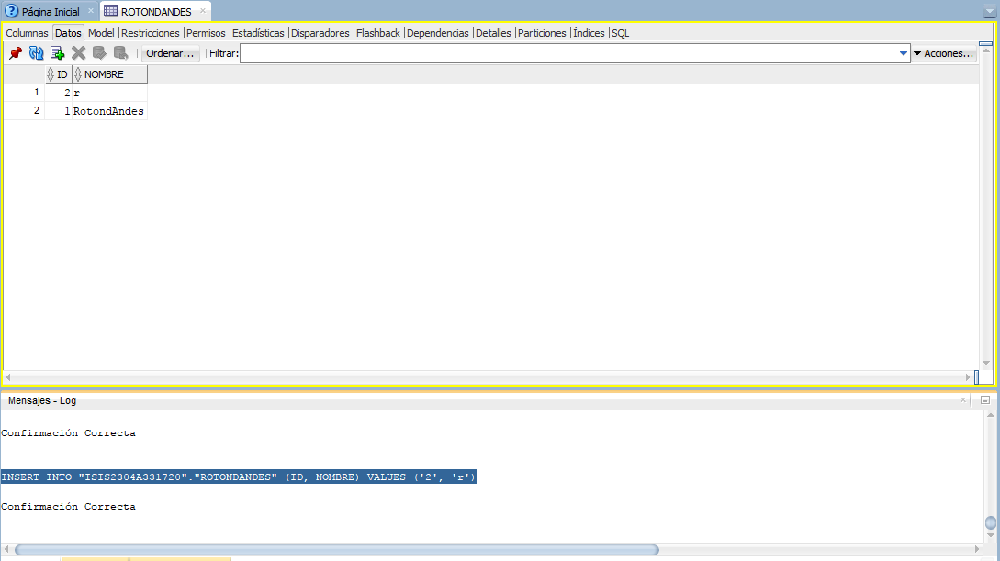 Página Inicial ROTONDANDES
Columnas Datos Model Restricciones Permisos Estadísticas Disparadores Flashback Dependencias Detalles Particiones Índices SQL
Ordenar... Filtrar: Acciones...
ID NOMBRE
1 2 r
2 1 RotondAndes
Mensajes - Log
Confirmación Correcta
INSERT INTO "ISIS2304A331720"."ROTONDANDES" (ID, NOMBRE) VALUES ('2', 'r')
Confirmación Correcta